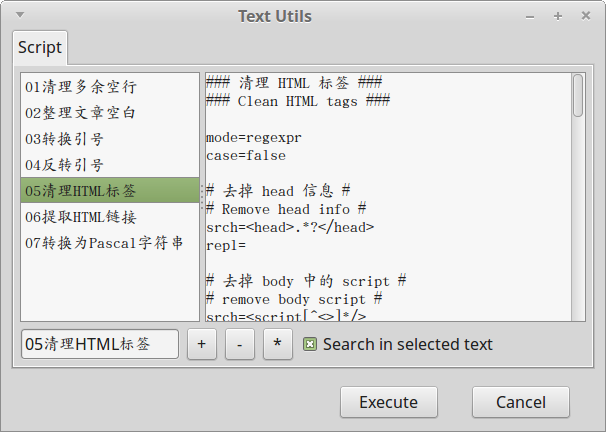 Text Utils
Script
01清理多余空行
02整理文章空白
03转换引号
04反转引号
05清理HTML标签
06提取HTML链接
07转换为Pascal字符串
### 清理 HTML 标签 ###
### Clean HTML tags ###
mode=regexpr
case=false
# 去掉 head 信息 #
# Remove head info #
srch=<head>.*?</head>
repl=
# 去掉 body 中的 script #
# remove body script #
srch=<script[^<>]*/>
05清理HTML标签
+
-
*
Search in selected text
Execute
Cancel